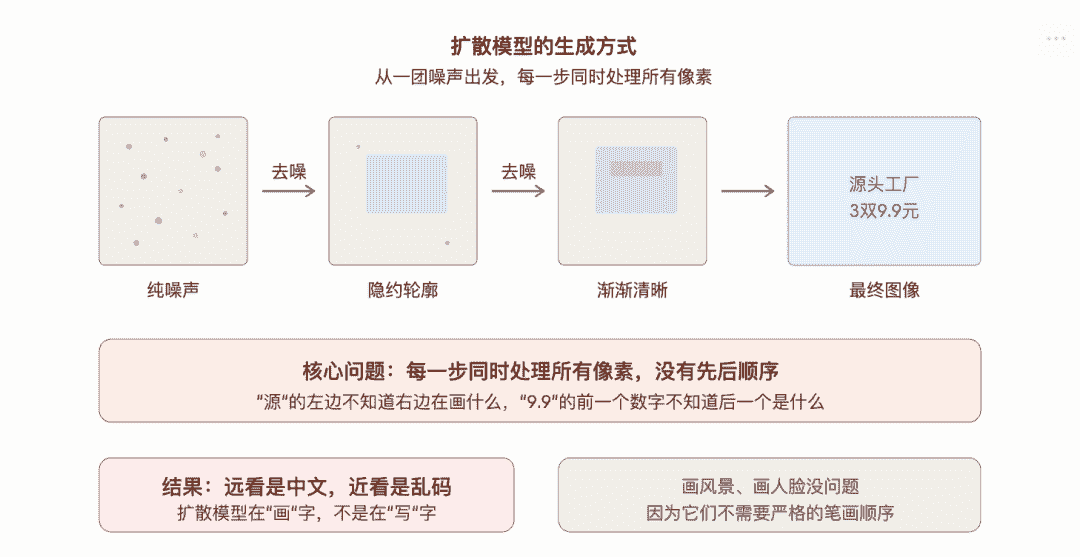 扩散模型的生成方式
从一团噪声出发，每一步同时处理所有像素
去噪
去噪
源头工厂
3双9.9元
纯噪声
隐约轮廓
渐渐清晰
最终图像
核心问题：每一步同时处理所有像素，没有先后顺序
"源"的左边不知道右边在画什么，"9.9"的前一个数字不知道后一个是什么
结果：远看是中文，近看是乱码
扩散模型在"画"字，不是在"写"字
画风景、画人脸没问题
因为它们不需要严格的笔画顺序